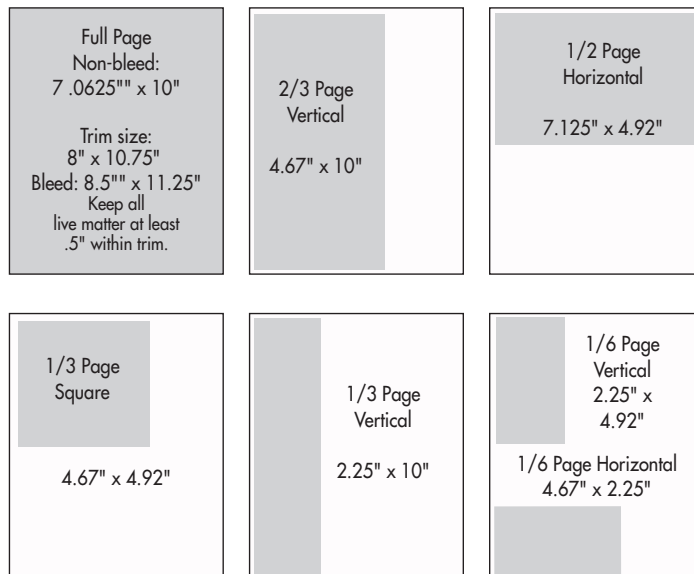 Full Page
Non-bleed:
7 .0625"" x 10"
Trim size:
8" x 10.75"
Bleed: 8.5"" x 11.25"
Keep all
live matter at least
.5" within trim.
2/3 Page
Vertical
4.67" x 10"
1/2 Page
Horizontal
7.125" x 4.92"
1/3 Page
Square
4.67" x 4.92"
1/3 Page
Vertical
2.25" x 10"
1/6 Page
Vertical
2.25" x
4.92"
1/6 Page Horizontal
4.67" x 2.25"